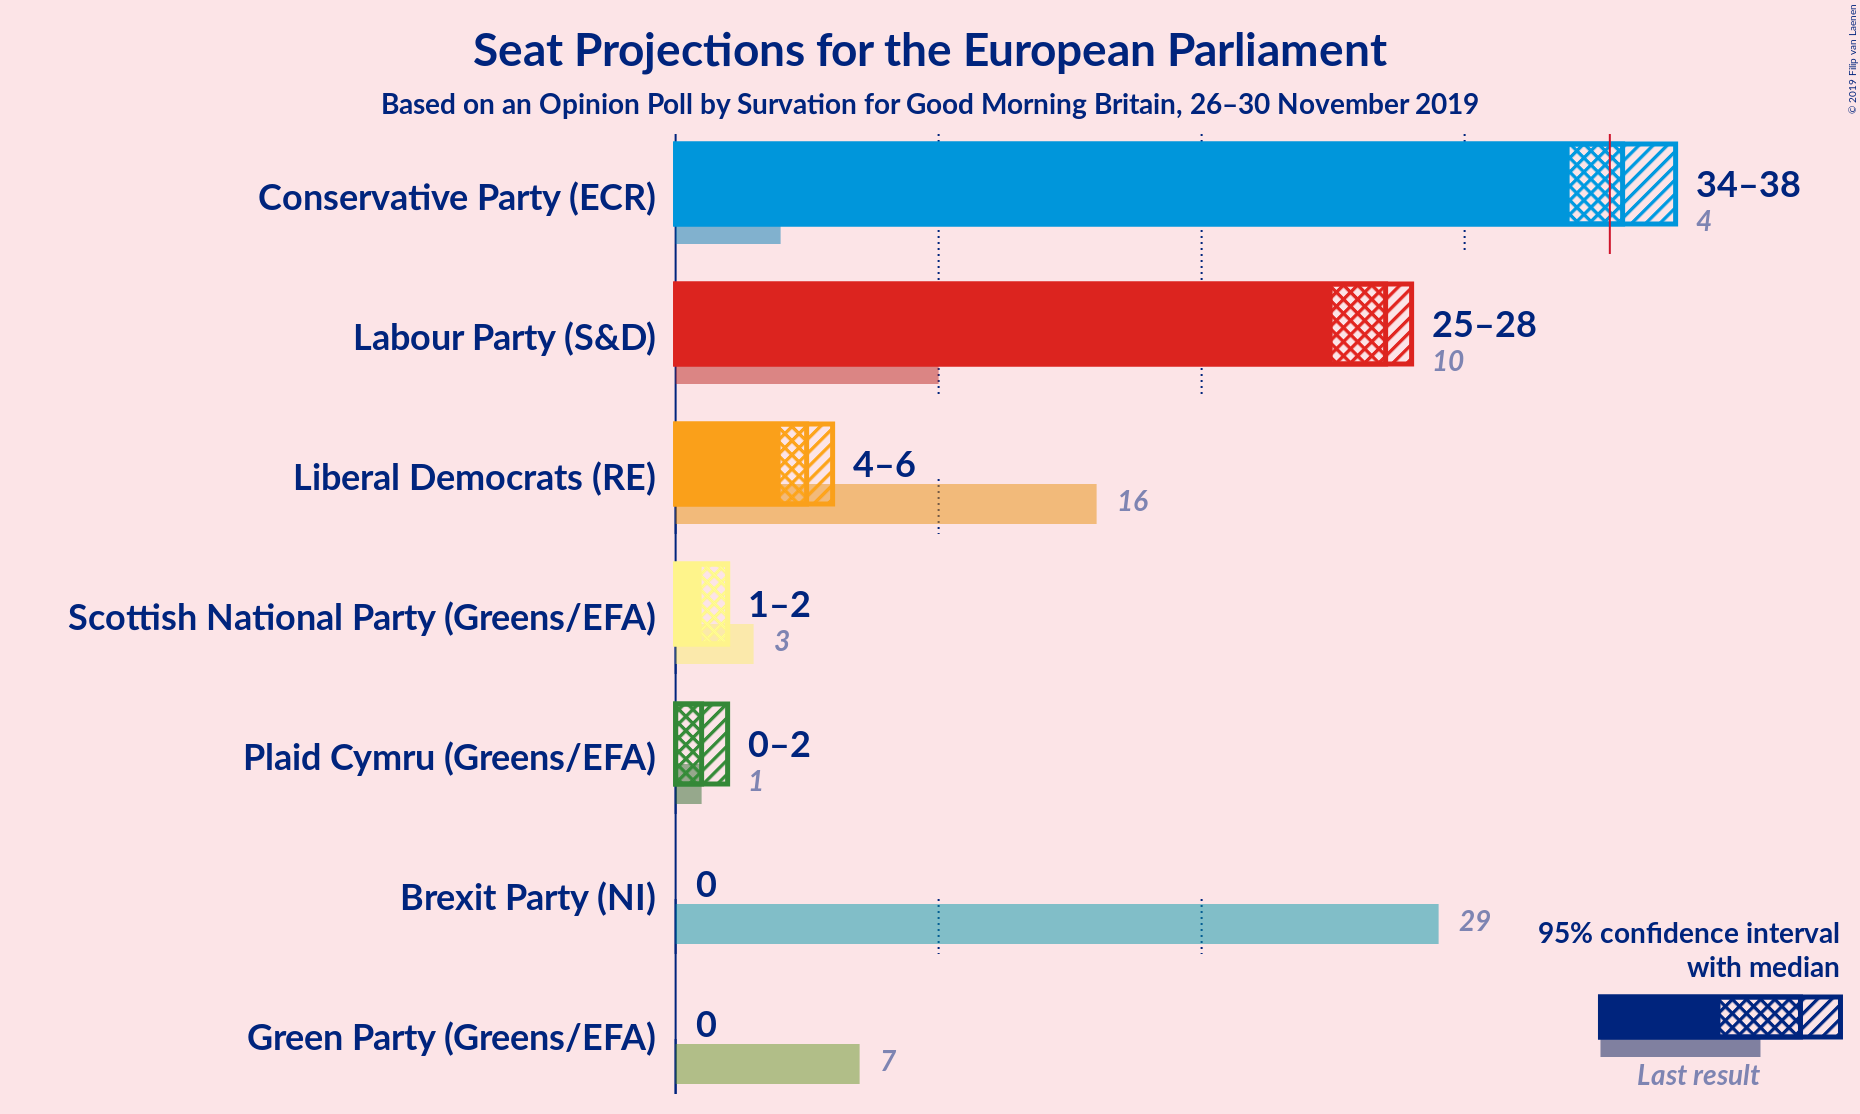 Seat Projections for the European Parliament
Based on an Opinion Poll by Survation for Good Morning Britain, 26–30 November 2019
© 2019 Filip van Laenen
Conservative Party (ECR)
34–38
4
Labour Party (S&D)
25–28
10
Liberal Democrats (RE)
4–6
16
Scottish National Party (Greens/EFA)
1–2
3
Plaid Cymru (Greens/EFA)
0–2
1
Brexit Party (NI)
0
29
Green Party (Greens/EFA)
0
7
95% confidence interval
with median
Last result